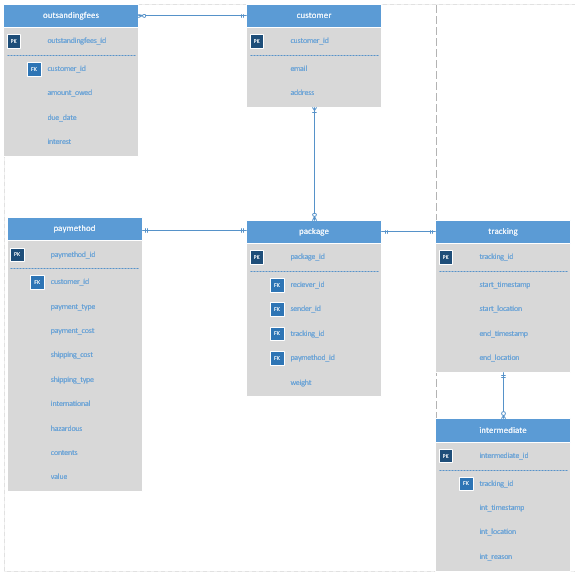 outsandingfees
PK outstandingfees_id
FK customer_id
amount_owed
due_date
interest
customer
PK customer_id
email
address
paymethod
PK paymethod_id
FK customer_id
payment_type
payment_cost
shipping_cost
shipping_type
international
hazardous
contents
value
package
PK package_id
FK reciever_id
FK sender_id
FK tracking_id
FK paymethod_id
weight
tracking
PK tracking_id
start_timestamp
start_location
end_timestamp
end_location
intermediate
PK intermediate_id
FK tracking_id
int_timestamp
int_location
int_reason